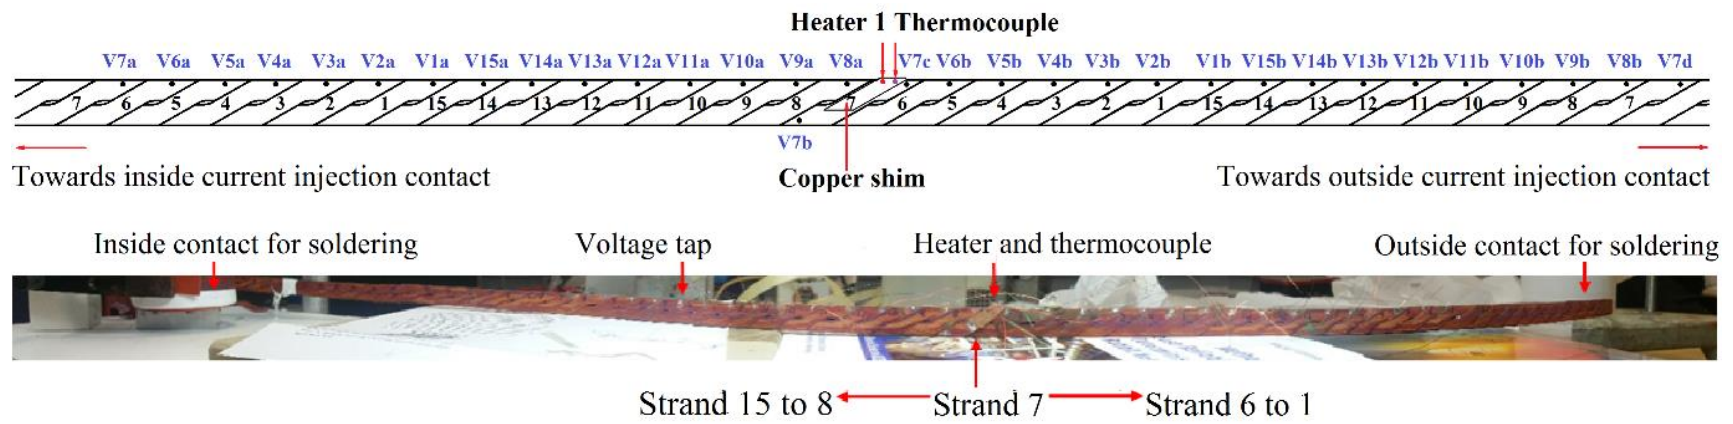 Heater 1 Thermocouple
V7a V6a V5a V4a V3a V2a V1a V15a V14a V13a V12a V11a V10a V9a V8a V7c V6b V5b V4b V3b V2b V1b V15b V14b V13b V12b V11b V10b V9b V8b V7d
7 6 5 4 3 2 1 15 14 13 12 11 10 9 8 7 6 5 4 3 2 1 15 14 13 12 11 10 9 8 7
V7b
Towards inside current injection contact Copper shim Towards outside current injection contact
Inside contact for soldering Voltage tap Heater and thermocouple Outside contact for soldering
Strand 15 to 8 Strand 7 Strand 6 to 1